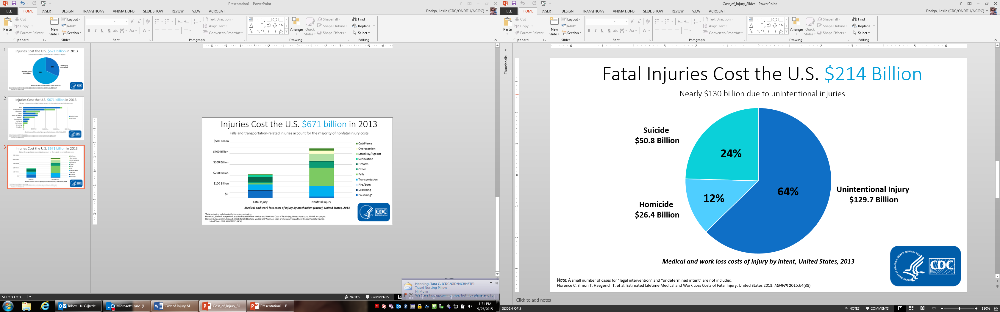 Presentation1 - PowerPoint
FILE HOME INSERT DESIGN TRANSITIONS ANIMATIONS SLIDE SHOW REVIEW VIEW ACROBAT
Dorigo, Leslie (CDC/ONDIEH/NCIPC)
Paste
Cut
Copy
Format Painter
Clipboard
New Slide
Layout
Reset
Section
Slides
Font
Text Direction
Align Text
Convert to SmartArt
Paragraph
Arrange
Quick Styles
Shape Fill
Shape Outline
Shape Effects
Drawing
Find
Replace
Select
Editing
1
Injuries Cost the U.S. $671 billion in 2013
2
Injuries Cost the U.S. $671 billion in 2013
3
Injuries Cost the U.S. $671 billion in 2013
Injuries Cost the U.S. $671 billion in 2013
Falls and transportation-related injuries account for the majority of nonfatal injury costs
$500 Billion
$400 Billion
$300 Billion
$200 Billion
$100 Billion
$0
Fatal Injury
Nonfatal Injury
Cut/Pierce
Overexertion
Struck By/Against
Suffocation
Firearm
Other
Falls
Transportation
Fire/Burn
Drowning
Poisoning*
Medical and work loss costs of injury by mechanism (cause), United States, 2013
*Fatal poisoning includes deaths from drug poisoning.
Florence C, Simon T, Haegerich T, et al. Estimated Lifetime Medical and Work Loss Costs of Fatal Injury, United States 2013. MMWR 2015;64(38).
Florence C, Haegerich T, Simon T, et al. Estimated Lifetime Medical and Work Loss Costs of Emergency Department Treated Nonfatal Injuries,
United States 2013. MMWR 2015;64(38).
CDC
Henning, Tara C. (CDC/OID/NCHHSTP)
Travel Nursing Pillow
Hi Moms!
We have two upcoming trips, both by plane and for
SLIDE 3 OF 3
NOTES
COMMENTS
Inbox - fus3@cdc....
Microsoft Lync (L...
Cost of Injury M...
Cost_of_Injury_Sli...
Presentation1 - P...
1:31 PM
9/25/2015
Cost_of_Injury_Slides - PowerPoint
FILE HOME INSERT DESIGN TRANSITIONS ANIMATIONS SLIDE SHOW REVIEW VIEW ACROBAT
Dorigo, Leslie (CDC/ONDIEH/NCIPC)
Paste
Cut
Copy
Format Painter
Clipboard
New Slide
Layout
Reset
Section
Slides
Font
Text Direction
Align Text
Convert to SmartArt
Paragraph
Arrange
Quick Styles
Shape Fill
Shape Outline
Shape Effects
Drawing
Find
Replace
Select
Editing
Thumbnails
Fatal Injuries Cost the U.S. $214 Billion
Nearly $130 billion due to unintentional injuries
Suicide
$50.8 Billion
24%
Homicide
$26.4 Billion
12%
64%
Unintentional Injury
$129.7 Billion
Medical and work loss costs of injury by intent, United States, 2013
Note: A small number of cases for “legal intervention” and “undetermined intent” are not included.
Florence C, Simon T, Haegerich T, et al. Estimated Lifetime Medical and Work Loss Costs of Fatal Injury, United States 2013. MMWR 2015;64(38).
DEPARTMENT OF HEALTH & HUMAN SERVICES USA
CDC
Click to add notes
SLIDE 4 OF 5
NOTES
COMMENTS
110%